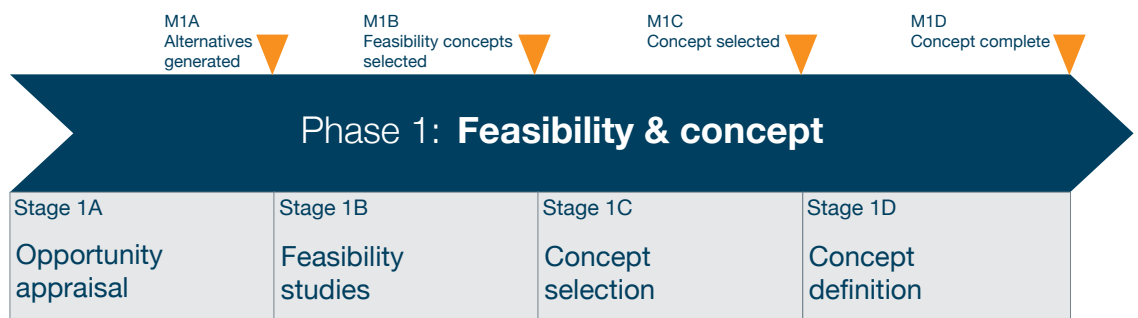 M1A
Alternatives
generated
M1B
Feasibility concepts
selected
M1C
Concept selected
M1D
Concept complete
Phase 1: Feasibility & concept
Stage 1A
Opportunity
appraisal
Stage 1B
Feasibility
studies
Stage 1C
Concept
selection
Stage 1D
Concept
definition